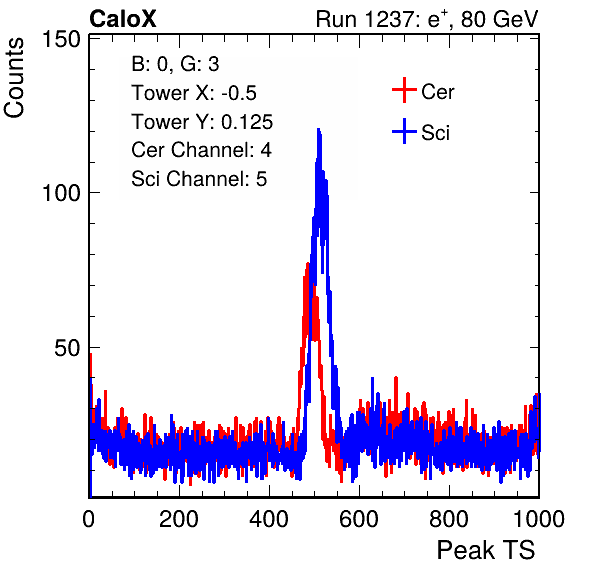 CaloX
Run 1237: e+, 80 GeV
Counts
150
100
50
B: 0, G: 3
Tower X: -0.5
Tower Y: 0.125
Cer Channel: 4
Sci Channel: 5
Cer
Sci
0 200 400 600 800 1000
Peak TS